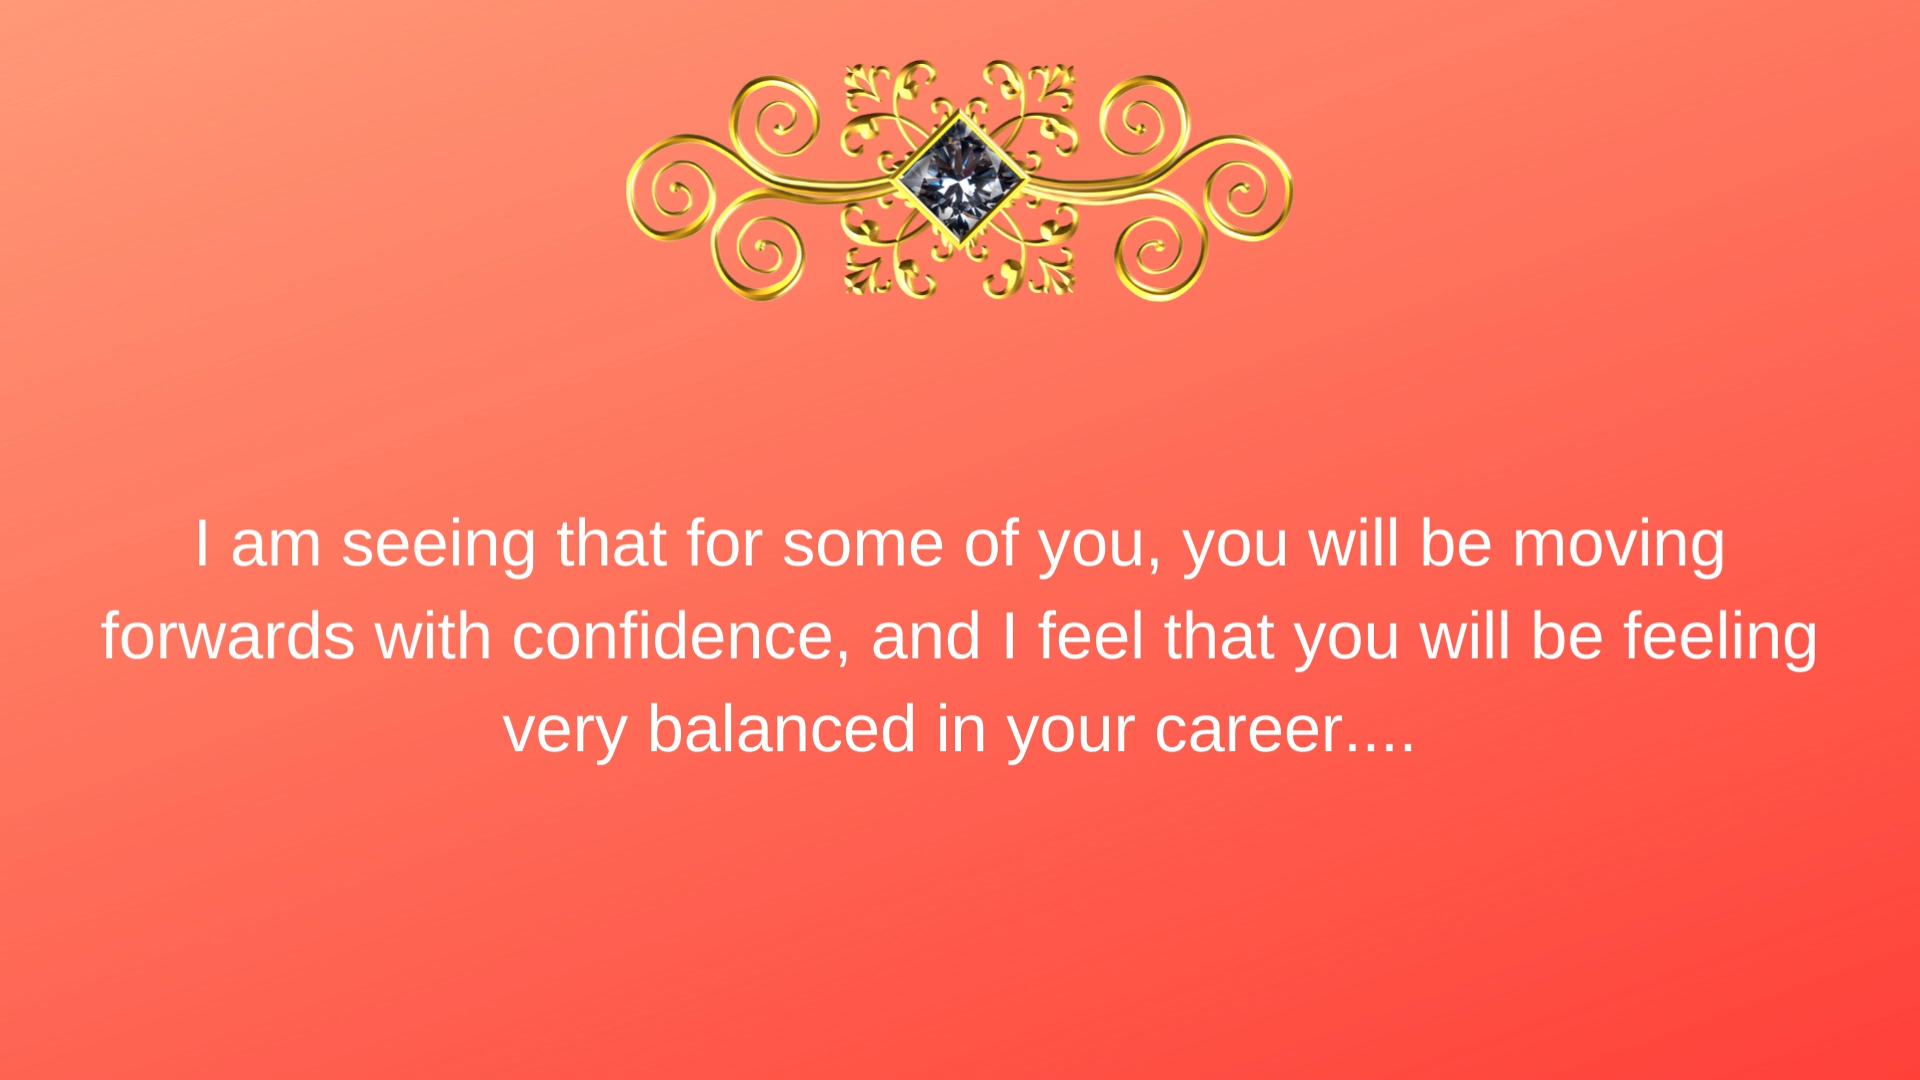 I am seeing that for some of you, you will be moving
forwards with confidence, and I feel that you will be feeling
very balanced in your career....